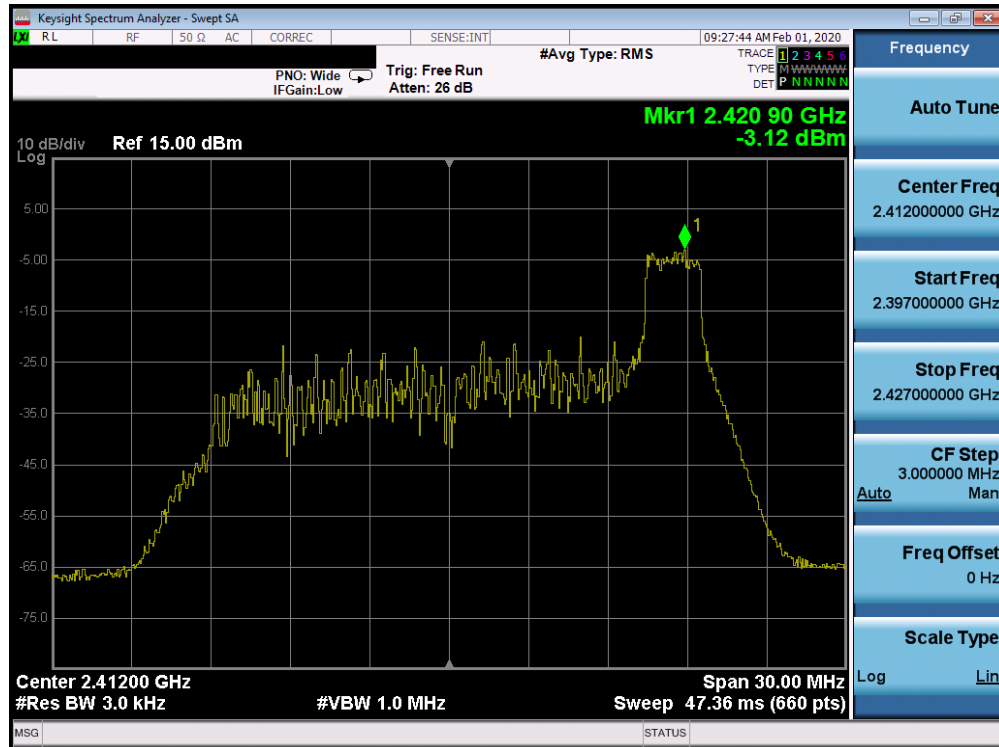 Keysight Spectrum Analyzer - Swept SA
LXI RL RF 50 Ω AC CORREC SENSE:INT 09:27:44 AM Feb 01, 2020
PNO: Wide Trig: Free Run #Avg Type: RMS TRACE 1 2 3 4 5 6
IFGain:Low Atten: 26 dB TYPE M W W W W W
DET P N N N N N
Mkr1 2.420 90 GHz
-3.12 dBm
10 dB/div Ref 15.00 dBm
Log
1
5.00
-5.00
-15.0
-25.0
-35.0
-45.0
-55.0
-65.0
-75.0
Center 2.41200 GHz Span 30.00 MHz
#Res BW 3.0 kHz #VBW 1.0 MHz Sweep 47.36 ms (660 pts)
MSG STATUS
Frequency
Auto Tune
Center Freq
2.412000000 GHz
Start Freq
2.397000000 GHz
Stop Freq
2.427000000 GHz
CF Step
3.000000 MHz
Auto Man
Freq Offset
0 Hz
Scale Type
Log Lin